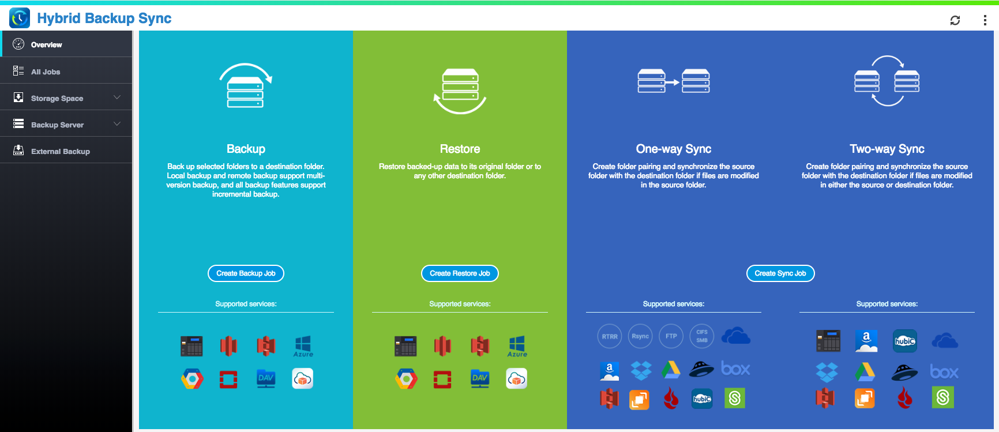 Hybrid Backup Sync
Overview
All Jobs
Storage Space
Backup Server
External Backup
Backup
Back up selected folders to a destination folder.
Local backup and remote backup support multi-
version backup, and all backup features support
incremental backup.
Create Backup Job
Supported services:
Azure
DAV
Restore
Restore backed-up data to its original folder or to
any other destination folder.
Create Restore Job
Supported services:
Azure
DAV
One-way Sync
Create folder pairing and synchronize the source
folder with the destination folder if files are modified
in the source folder.
Two-way Sync
Create folder pairing and synchronize the source
folder with the destination folder if files are modified
in either the source or destination folder.
Create Sync Job
Supported services:
RTRR
Rsync
FTP
CIFS
SMB
a
box
hubiC
Supported services:
a
hubiC
box